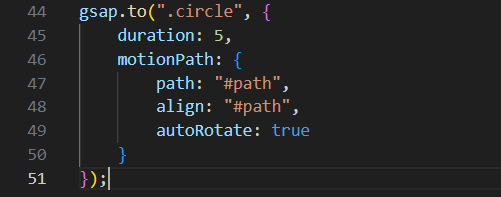 44 gsap.to(".circle", {
45     duration: 5,
46     motionPath: {
47         path: "#path",
48         align: "#path",
49         autoRotate: true
50     }
51 });